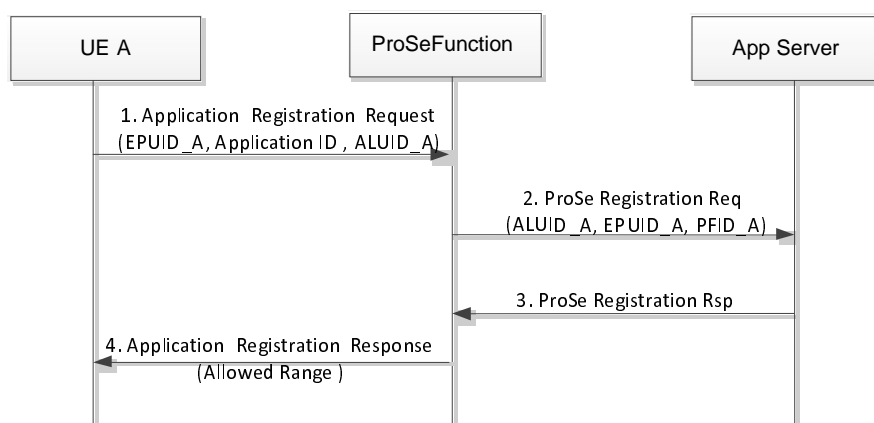 UE A
ProSeFunction
App Server
1. Application Registration Request
(EPUID_A, Application ID , ALUID_A)
2. ProSe Registration Req
(ALUID_A, EPUID_A, PFID_A)
3. ProSe Registration Rsp
4. Application Registration Response
(Allowed Range )